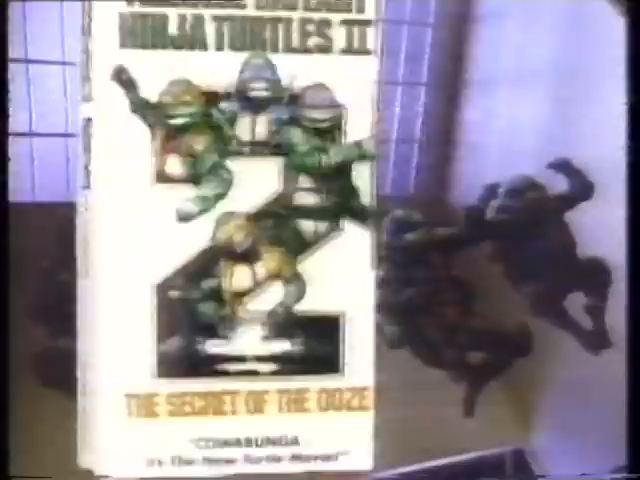 NINJA TURTLES II
THE SECRET OF THE OOZE
"COWABUNGA
It's The New Turtle Movie!"